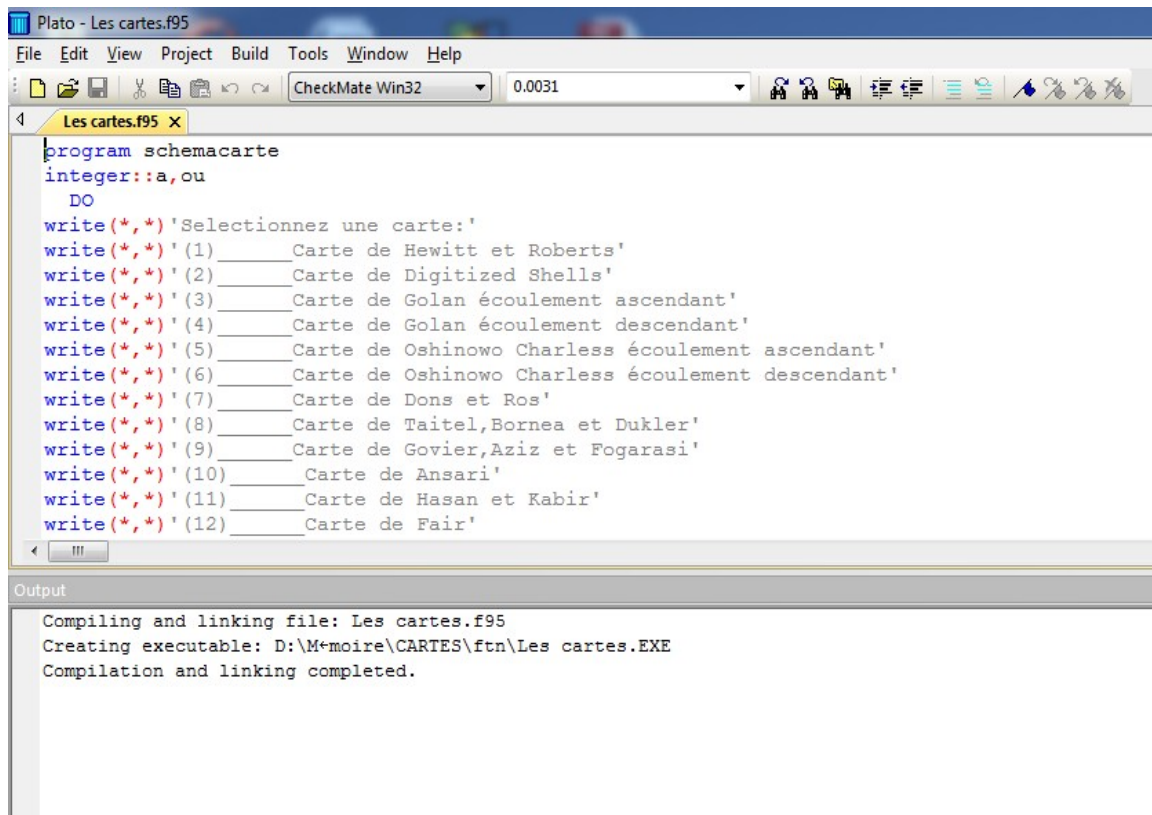 Plato - Les cartes.f95
File Edit View Project Build Tools Window Help
CheckMate Win32 0.0031
Les cartes.f95
program schemacarte
integer::a,ou
DO
write(*,*)'Selectionnez une carte:'
write(*,*)'(1)______Carte de Hewitt et Roberts'
write(*,*)'(2)______Carte de Digitized Shells'
write(*,*)'(3)______Carte de Golan écoulement ascendant'
write(*,*)'(4)______Carte de Golan écoulement descendant'
write(*,*)'(5)______Carte de Oshinowo Charless écoulement ascendant'
write(*,*)'(6)______Carte de Oshinowo Charless écoulement descendant'
write(*,*)'(7)______Carte de Dons et Ros'
write(*,*)'(8)______Carte de Taitel,Bornea et Dukler'
write(*,*)'(9)______Carte de Govier,Aziz et Fogarasi'
write(*,*)'(10)______Carte de Ansari'
write(*,*)'(11)______Carte de Hasan et Kabir'
write(*,*)'(12)______Carte de Fair'
Output
Compiling and linking file: Les cartes.f95
Creating executable: D:\M←moire\CARTES\ftn\Les cartes.EXE
Compilation and linking completed.